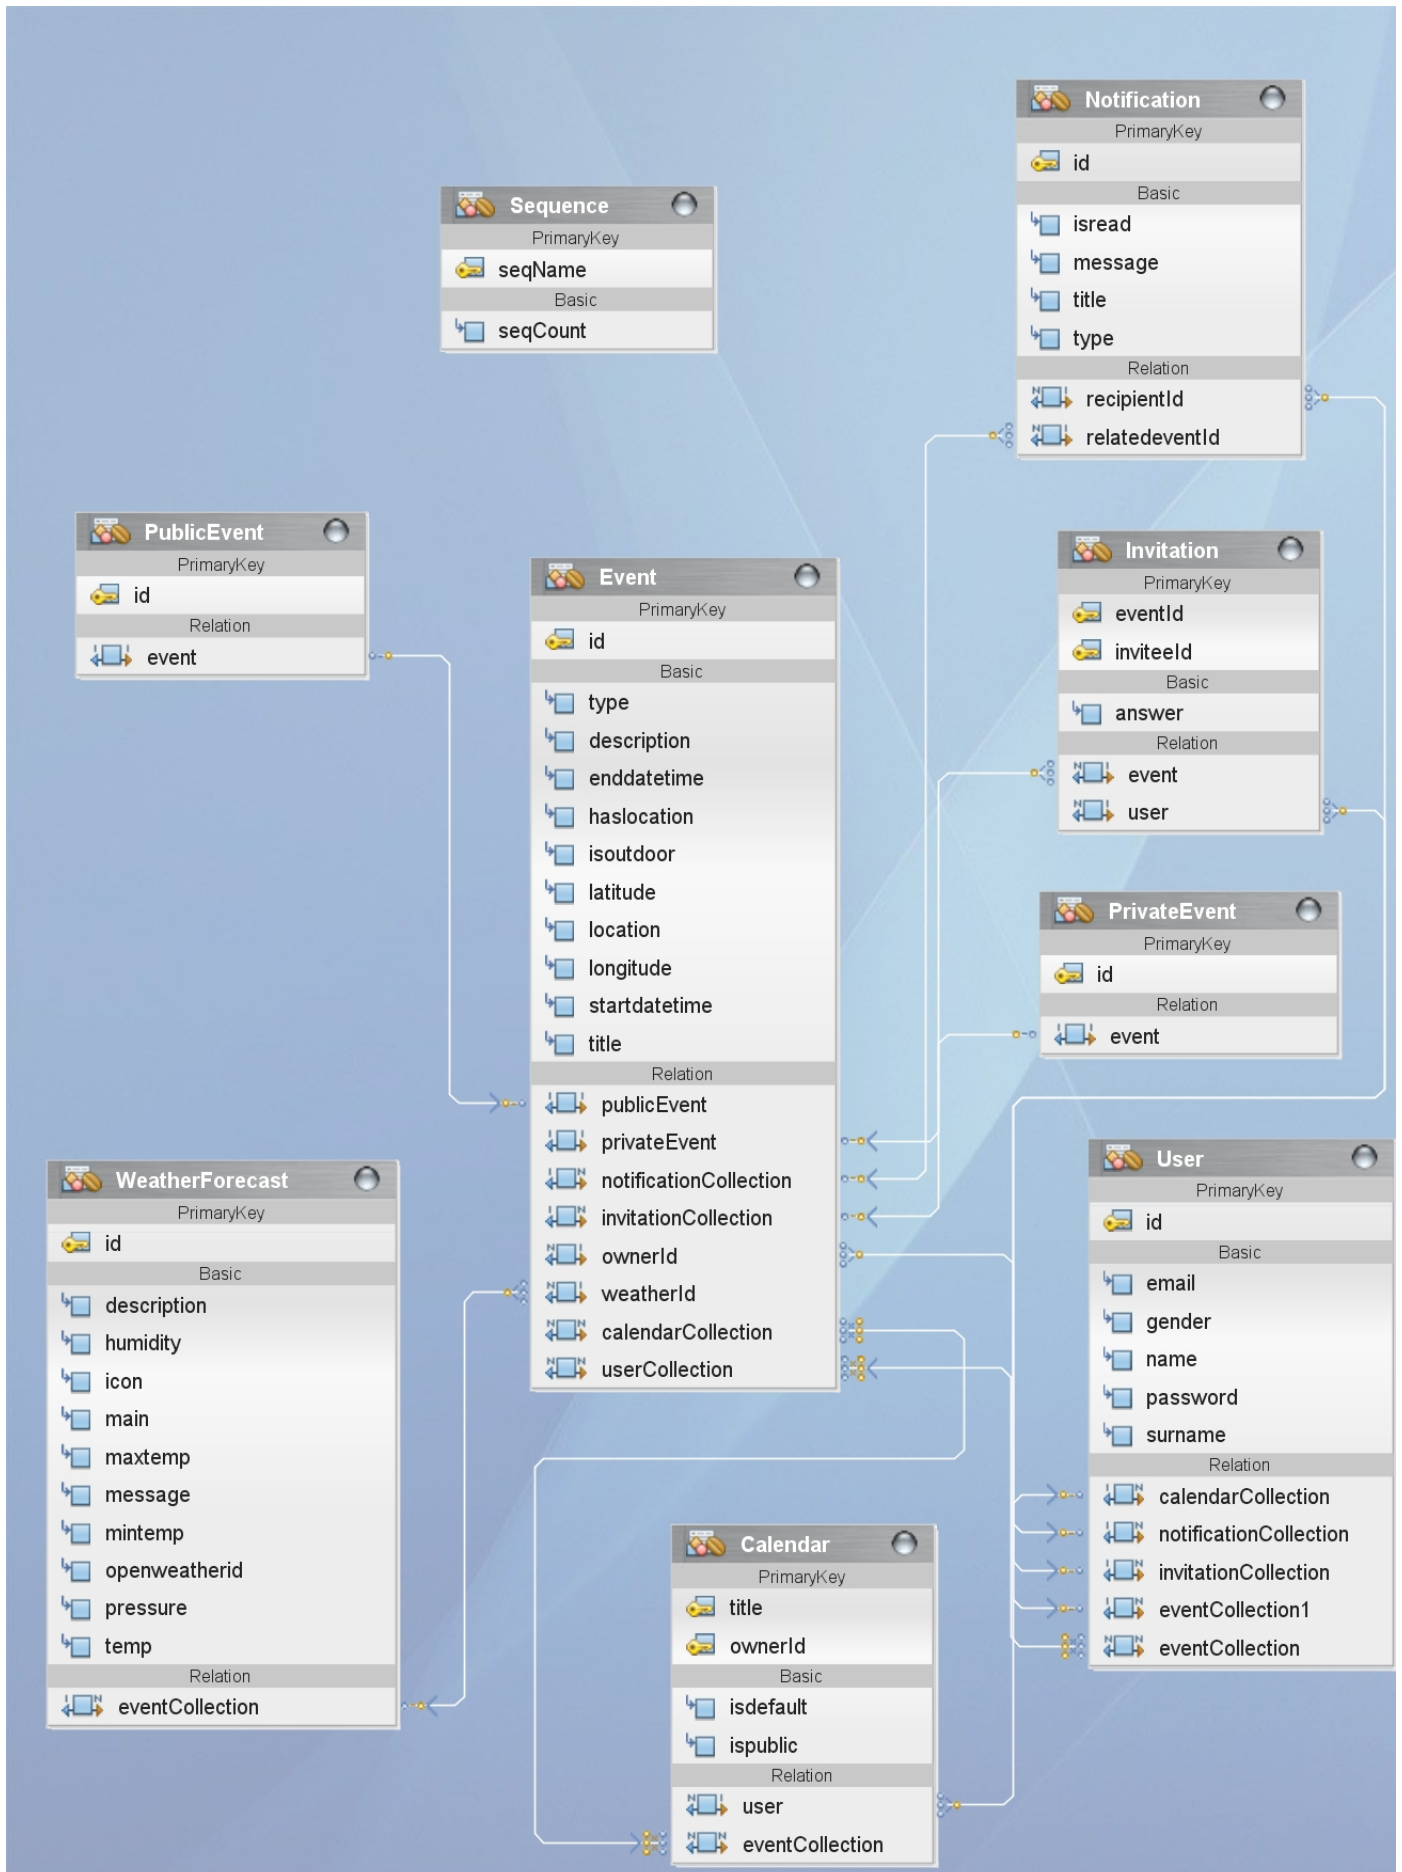 Notification
PrimaryKey
id
Basic
isread
message
title
type
Relation
recipientId
relatedeventId
Sequence
PrimaryKey
seqName
Basic
seqCount
PublicEvent
PrimaryKey
id
Relation
event
Event
PrimaryKey
id
Basic
type
description
enddatetime
haslocation
isoutdoor
latitude
location
longitude
startdatetime
title
Relation
publicEvent
privateEvent
notificationCollection
invitationCollection
ownerId
weatherId
calendarCollection
userCollection
Invitation
PrimaryKey
eventId
inviteeId
Basic
answer
Relation
event
user
PrivateEvent
PrimaryKey
id
Relation
event
WeatherForecast
PrimaryKey
id
Basic
description
humidity
icon
main
maxtemp
message
mintemp
openweatherid
pressure
temp
Relation
eventCollection
User
PrimaryKey
id
Basic
email
gender
name
password
surname
Relation
calendarCollection
notificationCollection
invitationCollection
eventCollection1
eventCollection
Calendar
PrimaryKey
title
ownerId
Basic
isdefault
ispublic
Relation
user
eventCollection